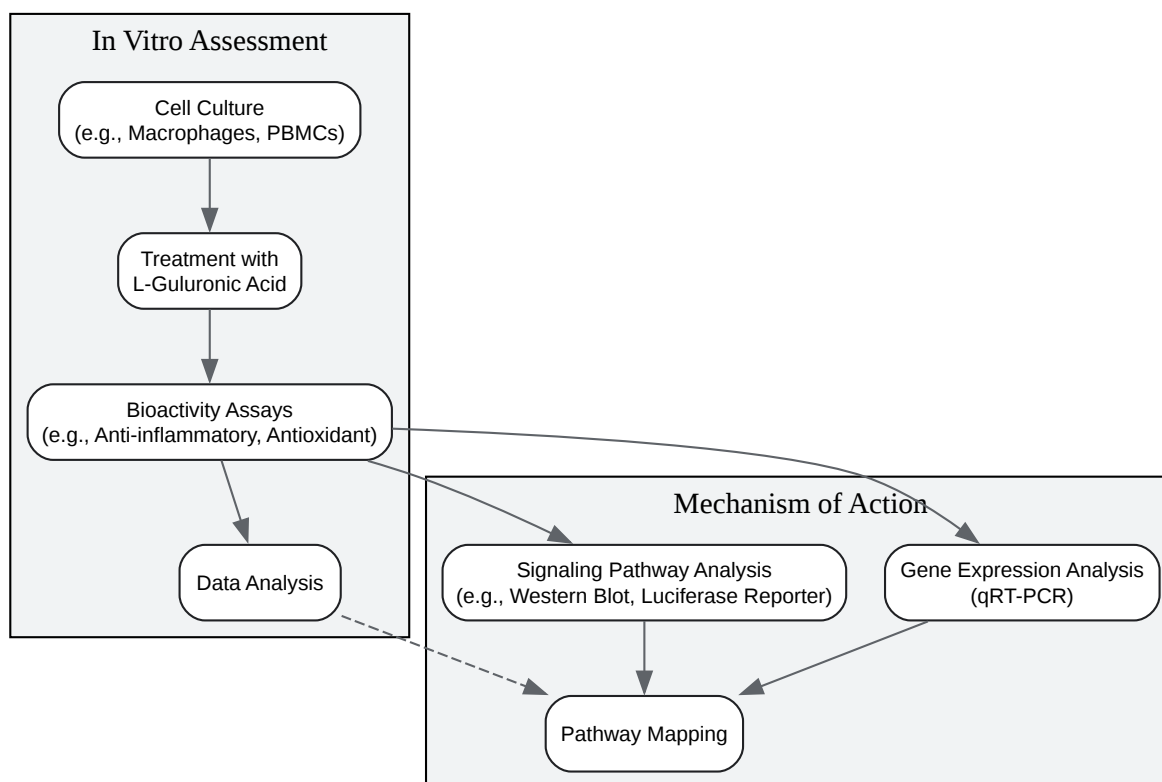 In Vitro Assessment
Cell Culture
(e.g., Macrophages, PBMCs)
Treatment with
L-Guluronic Acid
Bioactivity Assays
(e.g., Anti-inflammatory, Antioxidant)
Data Analysis
Mechanism of Action
Signaling Pathway Analysis
(e.g., Western Blot, Luciferase Reporter)
Gene Expression Analysis
(qRT-PCR)
Pathway Mapping